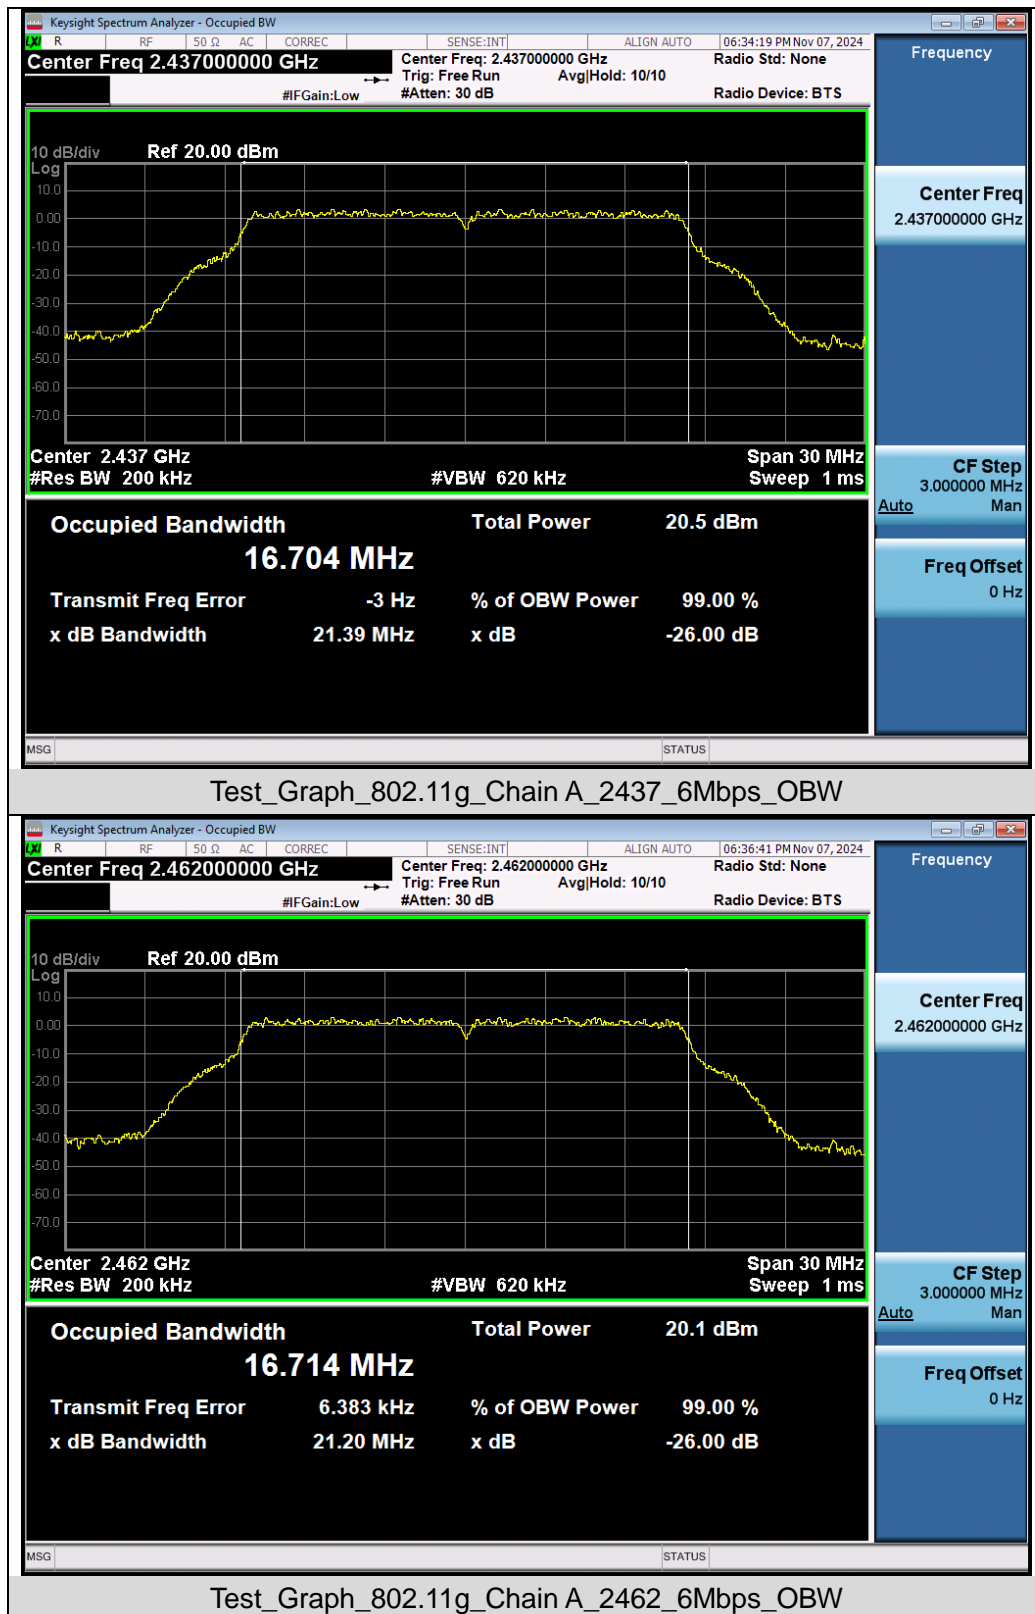 Keysight Spectrum Analyzer - Occupied BW
LXI R RF 50 Ω AC CORREC SENSE:INT ALIGN AUTO 06:34:19 PM Nov 07, 2024
Center Freq 2.437000000 GHz
Center Freq: 2.437000000 GHz Radio Std: None
Trig: Free Run Avg|Hold: 10/10
#IFGain:Low #Atten: 30 dB Radio Device: BTS
Frequency
10 dB/div Ref 20.00 dBm
Log
10.0
0.00
-10.0
-20.0
-30.0
-40.0
-50.0
-60.0
-70.0
Center 2.437 GHz Span 30 MHz
#Res BW 200 kHz #VBW 620 kHz Sweep 1 ms
Center Freq
2.437000000 GHz
CF Step
3.000000 MHz
Auto Man
Freq Offset
0 Hz
Occupied Bandwidth Total Power 20.5 dBm
16.704 MHz
Transmit Freq Error -3 Hz % of OBW Power 99.00 %
x dB Bandwidth 21.39 MHz x dB -26.00 dB
MSG STATUS
Test_Graph_802.11g_Chain A_2437_6Mbps_OBW
Keysight Spectrum Analyzer - Occupied BW
LXI R RF 50 Ω AC CORREC SENSE:INT ALIGN AUTO 06:36:41 PM Nov 07, 2024
Center Freq 2.462000000 GHz
Center Freq: 2.462000000 GHz Radio Std: None
Trig: Free Run Avg|Hold: 10/10
#IFGain:Low #Atten: 30 dB Radio Device: BTS
Frequency
10 dB/div Ref 20.00 dBm
Log
10.0
0.00
-10.0
-20.0
-30.0
-40.0
-50.0
-60.0
-70.0
Center 2.462 GHz Span 30 MHz
#Res BW 200 kHz #VBW 620 kHz Sweep 1 ms
Center Freq
2.462000000 GHz
CF Step
3.000000 MHz
Auto Man
Freq Offset
0 Hz
Occupied Bandwidth Total Power 20.1 dBm
16.714 MHz
Transmit Freq Error 6.383 kHz % of OBW Power 99.00 %
x dB Bandwidth 21.20 MHz x dB -26.00 dB
MSG STATUS
Test_Graph_802.11g_Chain A_2462_6Mbps_OBW